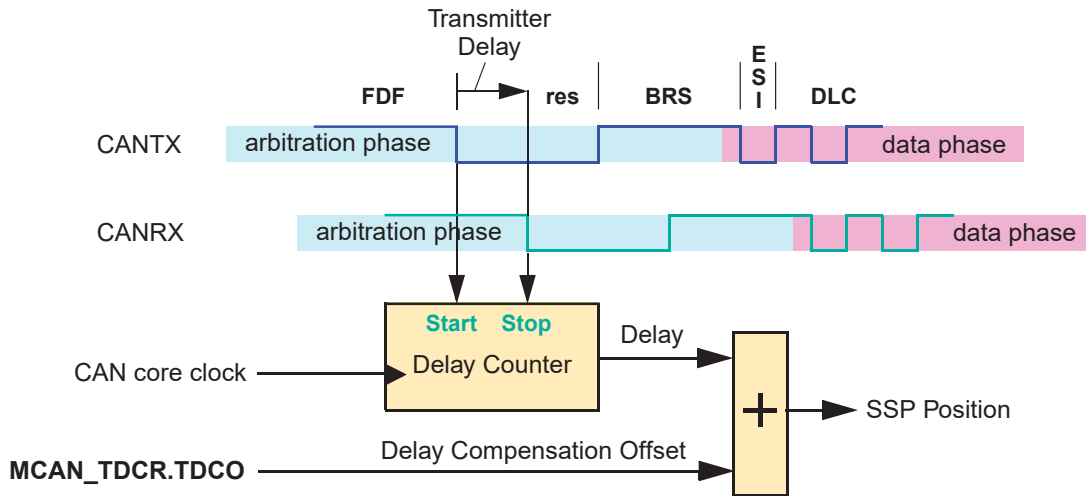 Transmitter
Delay
FDF
res
BRS
E
S
I
DLC
CANTX
arbitration phase
data phase
CANRX
arbitration phase
data phase
Start Stop
Delay Counter
CAN core clock
Delay
+
SSP Position
Delay Compensation Offset
MCAN_TDCR.TDCO